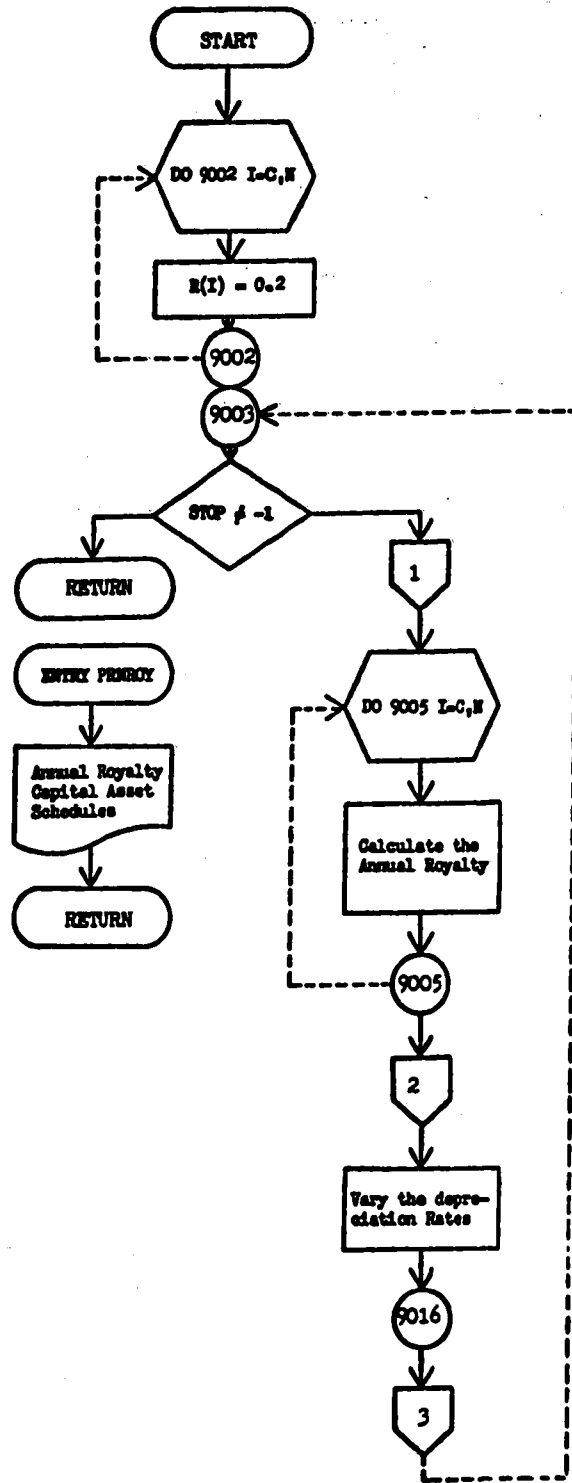 START
DO 9002 I=C,N
R(I) = 0.2
9002
9003
STOP ≠ -1
RETURN
1
ENTRY PRNROY
DO 9005 I=C,N
Annual Royalty
Capital Asset
Schedules
Calculate the
Annual Royalty
RETURN
9005
2
Vary the depre-
ciation Rates
9016
3